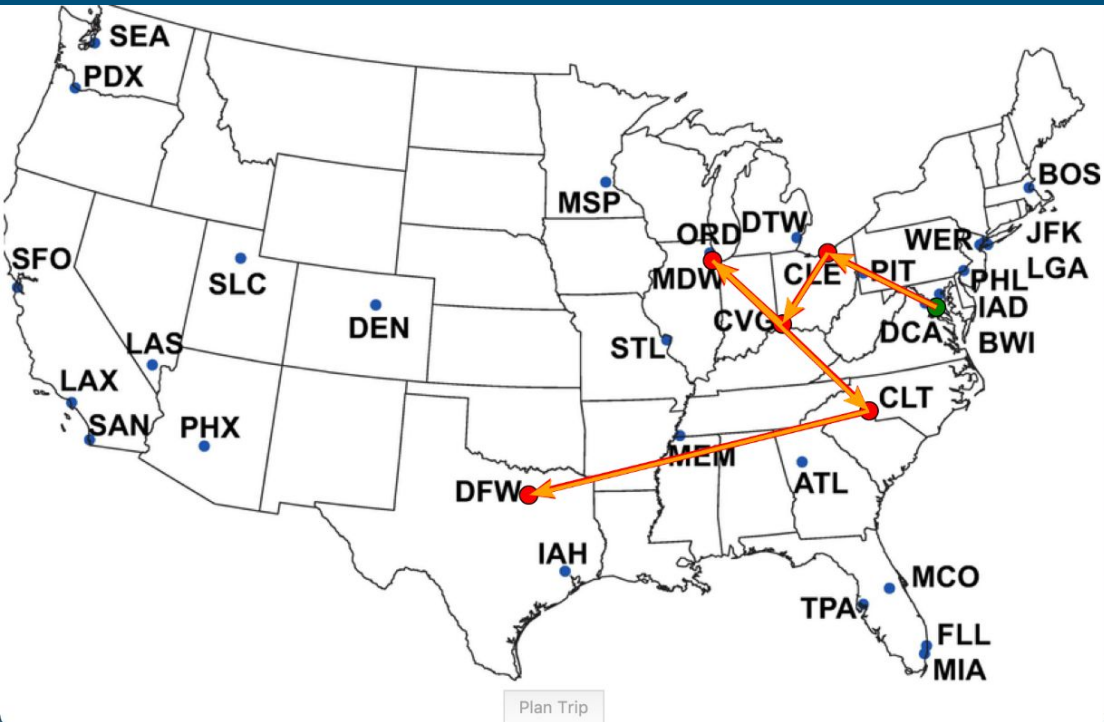 SEA
PDX
BOS
MSP
ORD
DTW
WER
JFK
SFO
SLC
MDW
CLE
PIT
PHL
LGA
IAD
DEN
CVG
DCA
BWI
STL
LAS
LAX
CLT
SAN
PHX
MEM
DFW
ATL
IAH
MCO
TPA
FLL
MIA
Plan Trip